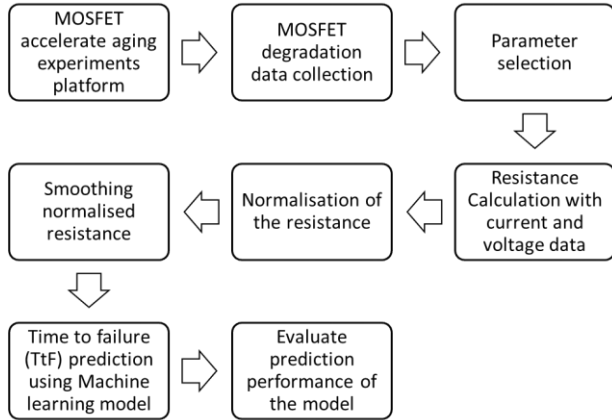 MOSFET
accelerate aging
experiments
platform
MOSFET
degradation
data collection
Parameter
selection
Resistance
Calculation with
current and
voltage data
Normalisation of
the resistance
Smoothing
normalised
resistance
Time to failure
(TtF) prediction
using Machine
learning model
Evaluate
prediction
performance of
the model